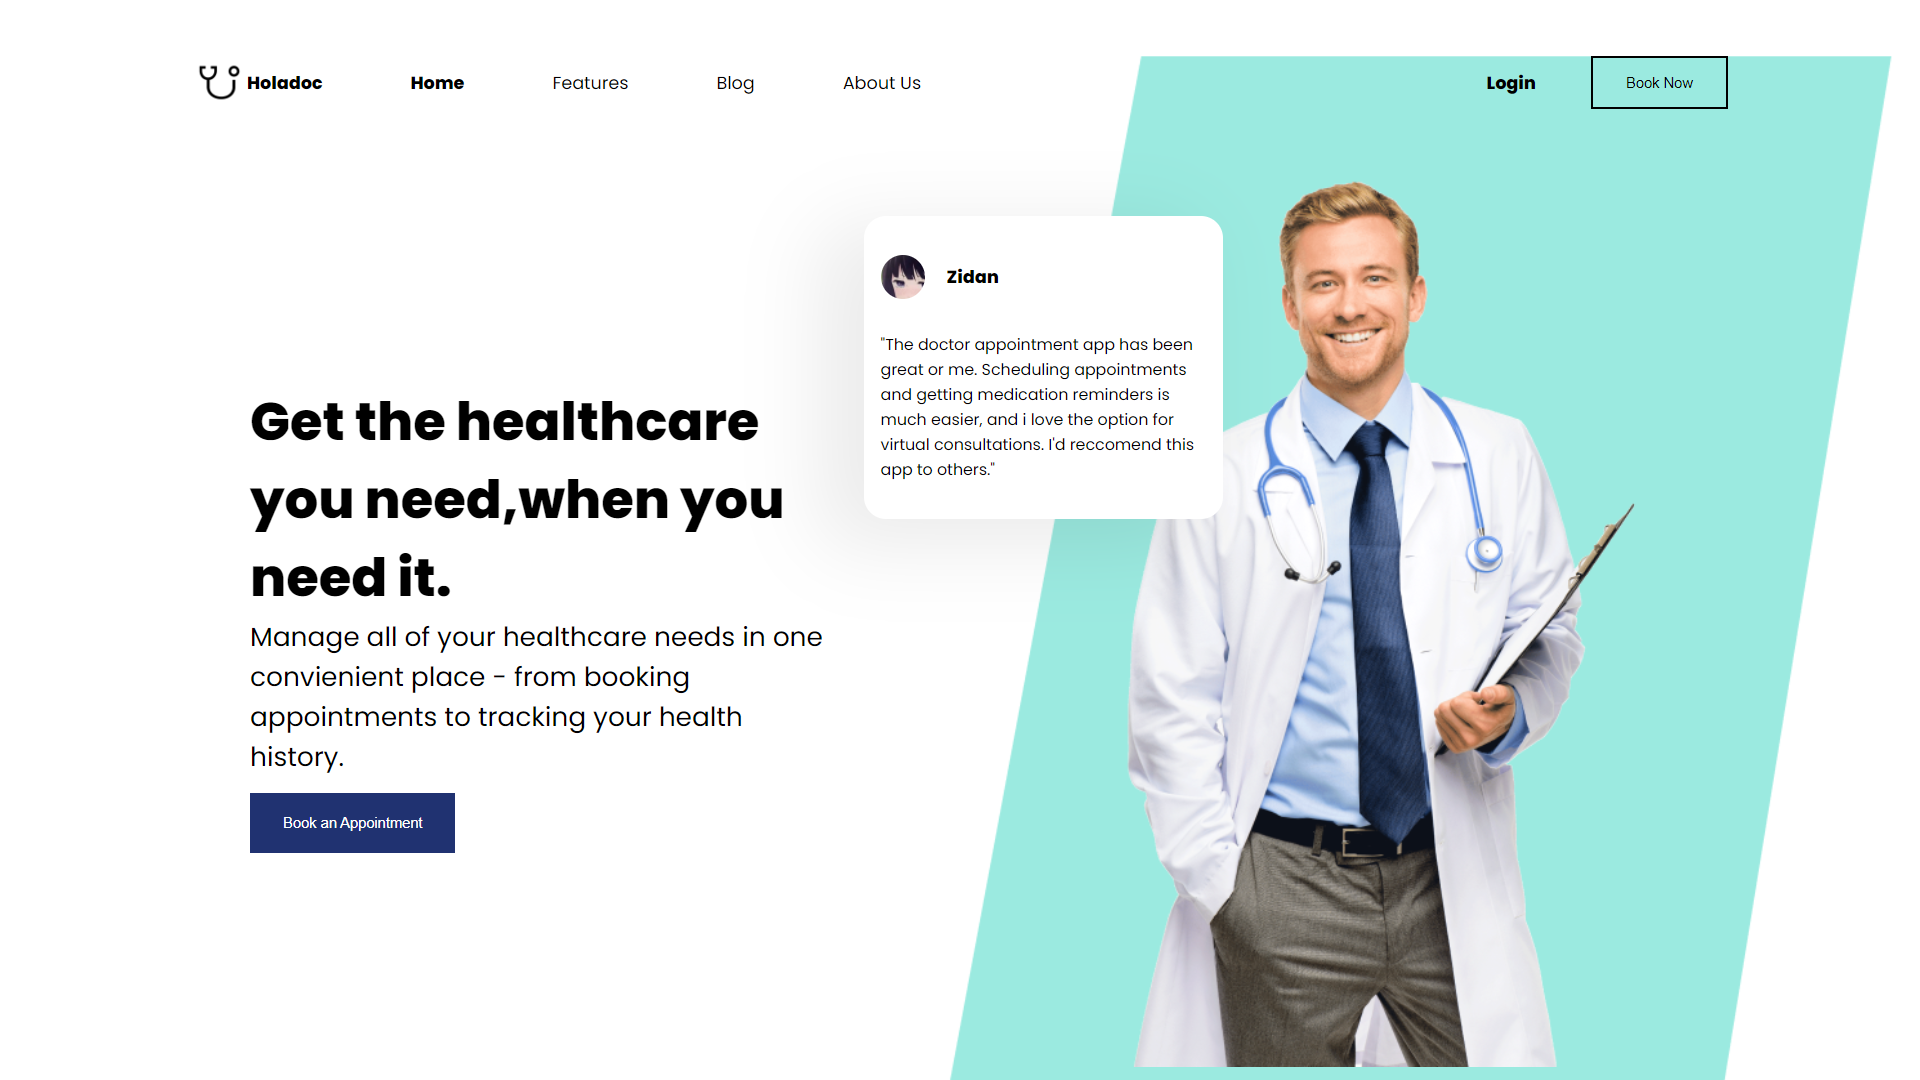 Holadoc Home Features Blog About Us Login Book Now
Zidan
"The doctor appointment app has been
great or me. Scheduling appointments
and getting medication reminders is
much easier, and i love the option for
virtual consultations. I'd reccomend this
app to others."
Get the healthcare
you need,when you
need it.
Manage all of your healthcare needs in one
convienient place - from booking
appointments to tracking your health
history.
Book an Appointment